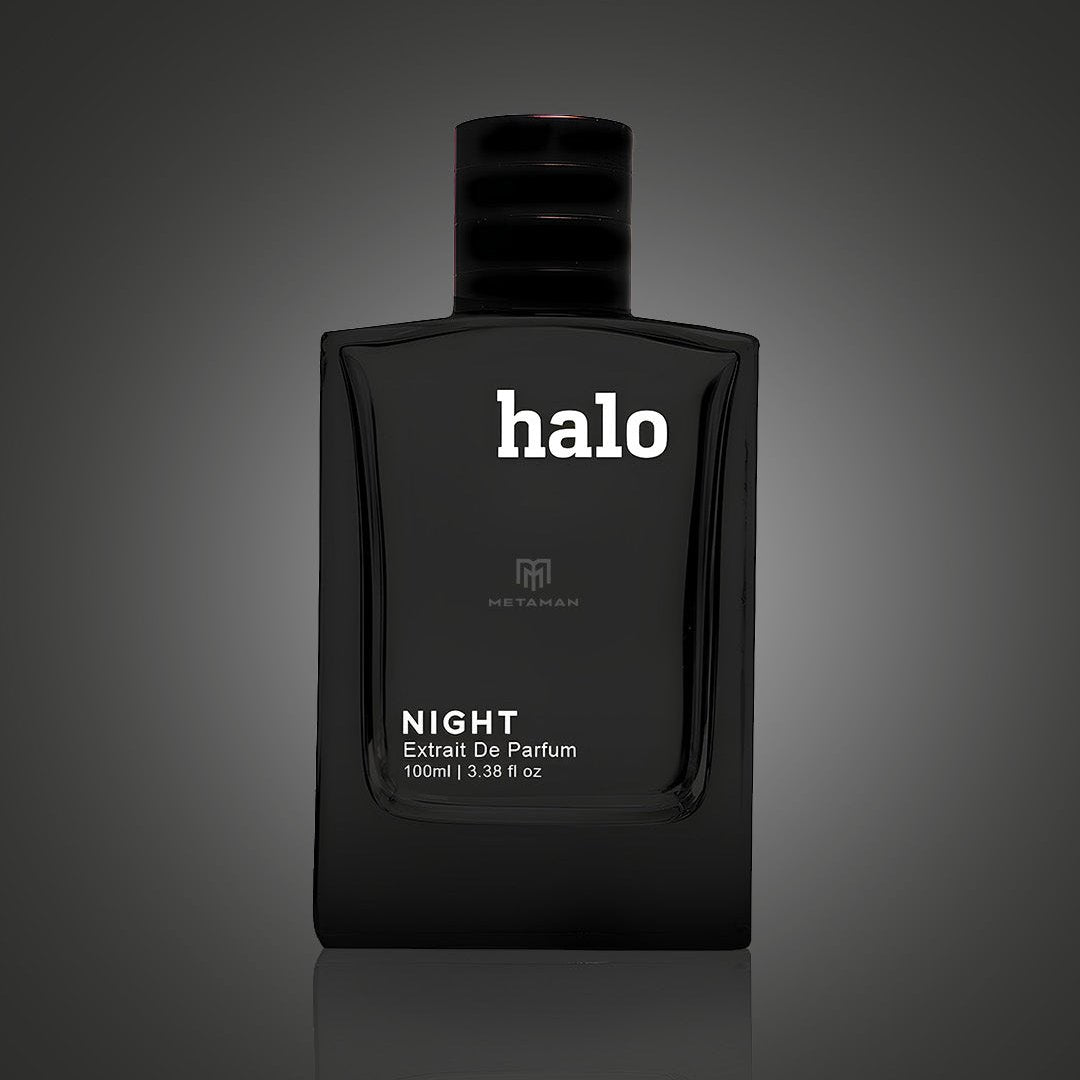 halo
METAMAN
NIGHT
Extrait De Parfum
100ml | 3.38 fl oz